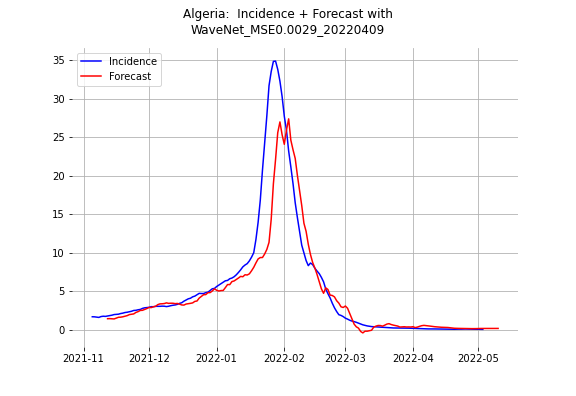 Algeria:  Incidence + Forecast with
WaveNet_MSE0.0029_20220409
Incidence
Forecast
35
30
25
20
15
10
5
0
2021-11 2021-12 2022-01 2022-02 2022-03 2022-04 2022-05